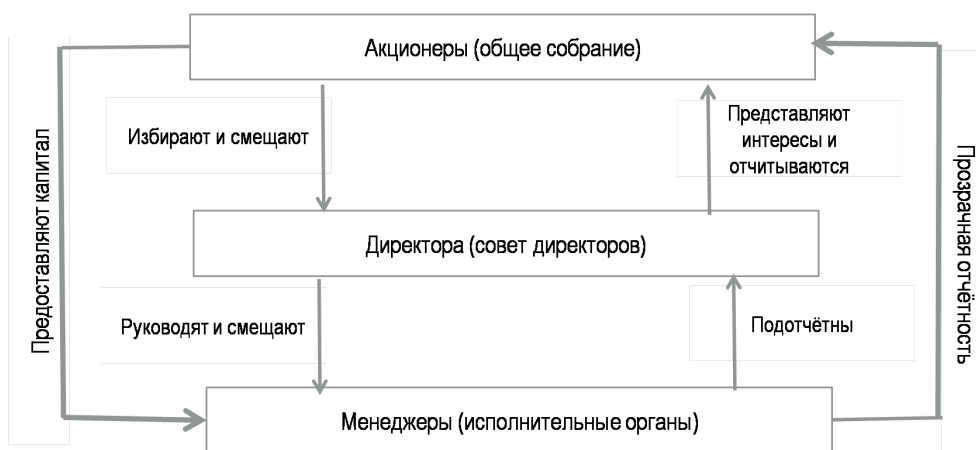 Акционеры (общее собрание)
Избирают и смещают
Представляют
интересы и
отчитываются
Предоставляют капитал
Прозрачная отчётность
Директора (совет директоров)
Руководят и смещают
Подотчётны
Менеджеры (исполнительные органы)